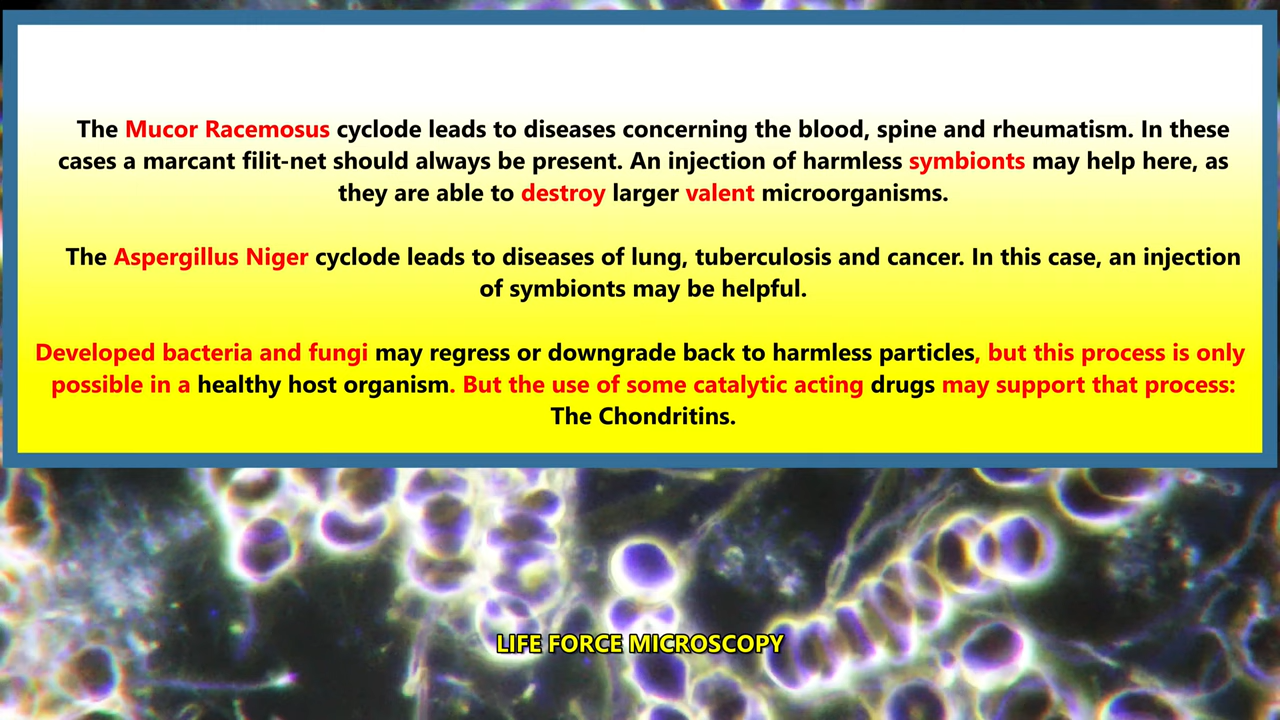 The Mucor Racemosus cyclode leads to diseases concerning the blood, spine and rheumatism. In these
cases a marcant filit-net should always be present. An injection of harmless symbionts may help here, as
they are able to destroy larger valent microorganisms.
The Aspergillus Niger cyclode leads to diseases of lung, tuberculosis and cancer. In this case, an injection
of symbionts may be helpful.
Developed bacteria and fungi may regress or downgrade back to harmless particles, but this process is only
possible in a healthy host organism. But the use of some catalytic acting drugs may support that process:
The Chondritins.
LIFE FORCE MICROSCOPY